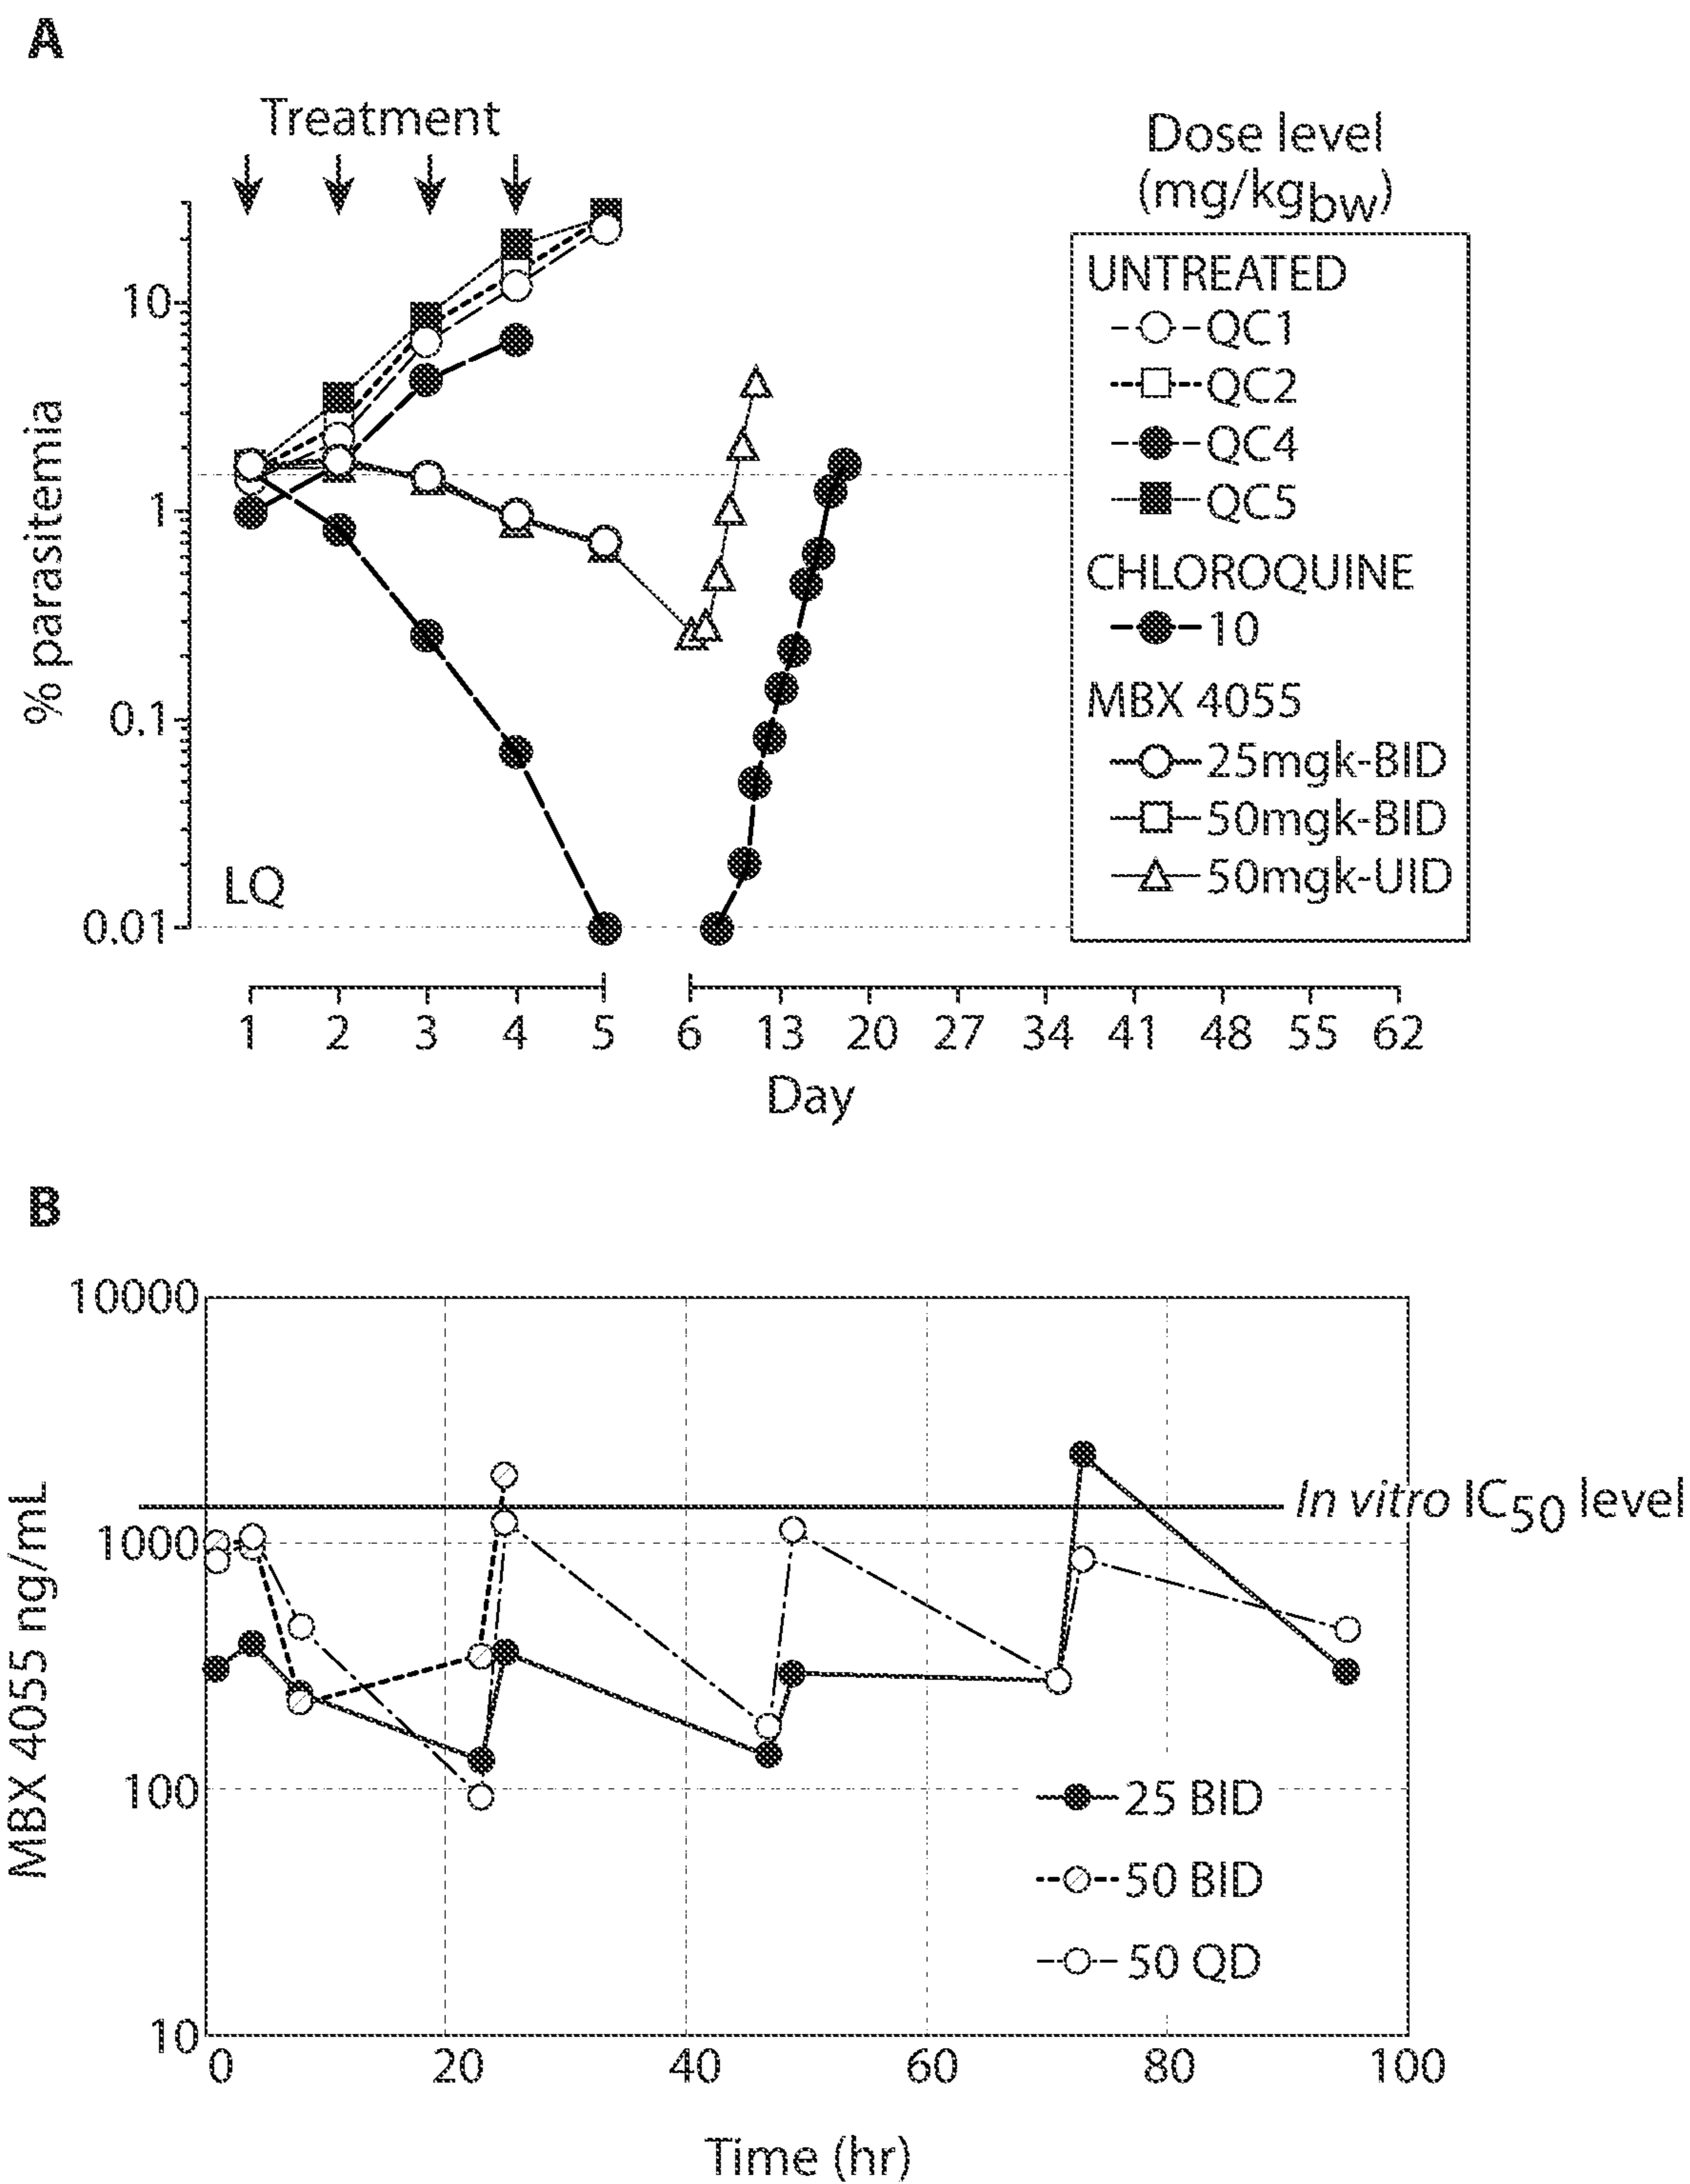 A
Treatment
Dose level
(mg/kgbw)
10
1
0.1
0.01
% parasitemia
LQ
UNTREATED
QC1
QC2
QC4
QC5
CHLOROQUINE
10
MBX 4055
25mgk-BID
50mgk-BID
50mgk-UID
1 2 3 4 5 6 13 20 27 34 41 48 55 62
Day
B
10000
1000
100
10
MBX 4055 ng/mL
In vitro IC50 level
25 BID
50 BID
50 QD
0 20 40 60 80 100
Time (hr)